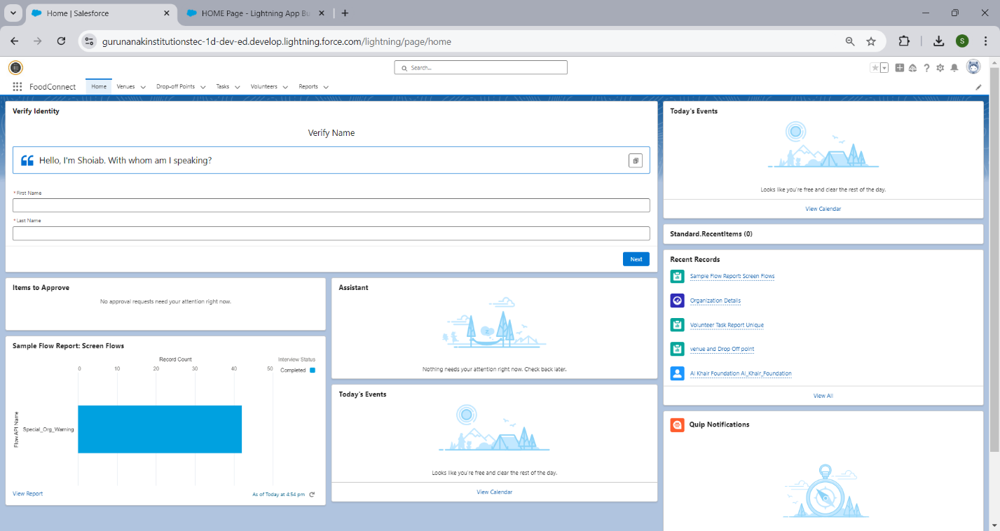 Home | Salesforce
HOME Page - Lightning App Bu
gurunanakinstitutionstec-1d-dev-ed.develop.lightning.force.com/lightning/page/home
S
Search...
FoodConnect
Home
Venues
Drop-off Points
Tasks
Volunteers
Reports
Verify Identity
Verify Name
Hello, I'm Shoiab. With whom am I speaking?
* First Name
* Last Name
Next
Items to Approve
No approval requests need your attention right now.
Sample Flow Report: Screen Flows
Record Count
Interview Status
0 10 20 30 40 50
Completed
Flow API Name
Special_Org_Warning
View Report
As of Today at 4:54 pm
Assistant
Nothing needs your attention right now. Check back later.
Today's Events
Looks like you're free and clear the rest of the day.
View Calendar
Today's Events
Looks like you're free and clear the rest of the day.
View Calendar
Standard.RecentItems (0)
Recent Records
Sample Flow Report: Screen Flows
Organization Details
Volunteer Task Report Unique
venue and Drop Off point
Al Khair Foundation Al_Khair_Foundation
View All
Quip Notifications